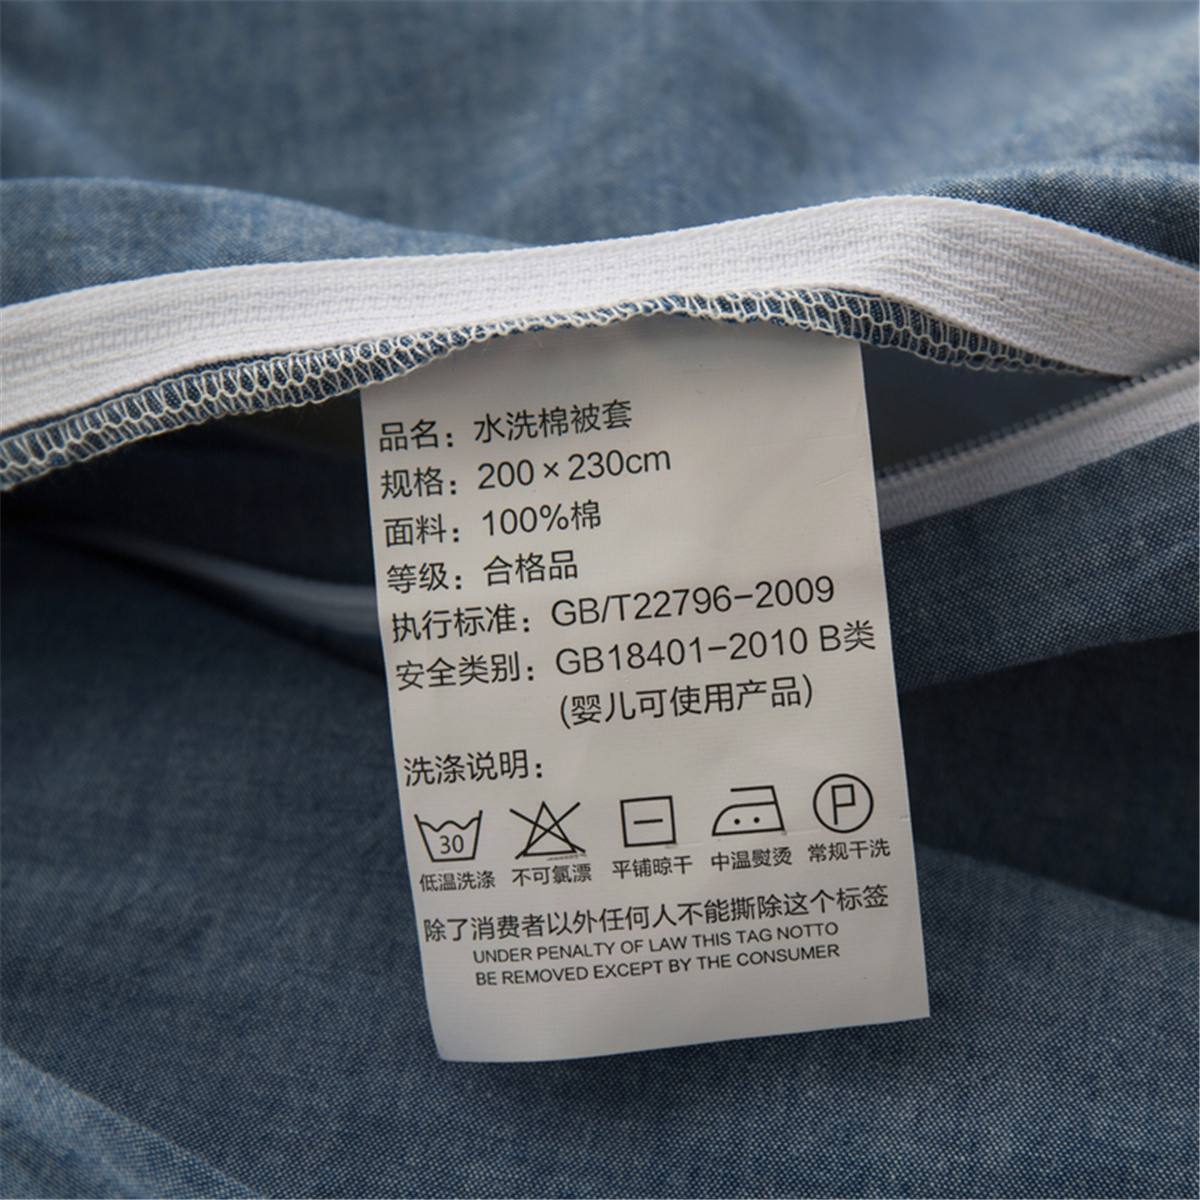 品名：水洗棉被套
规格：200×230cm
面料：100%棉
等级：合格品
执行标准：GB/T22796-2009
安全类别：GB18401-2010 B类
(婴儿可使用产品)
洗涤说明：
30 P
低温洗涤 不可氯漂 平铺晾干 中温熨烫 常规干洗
除了消费者以外任何人不能撕除这个标签
UNDER PENALTY OF LAW THIS TAG NOTTO
BE REMOVED EXCEPT BY THE CONSUMER